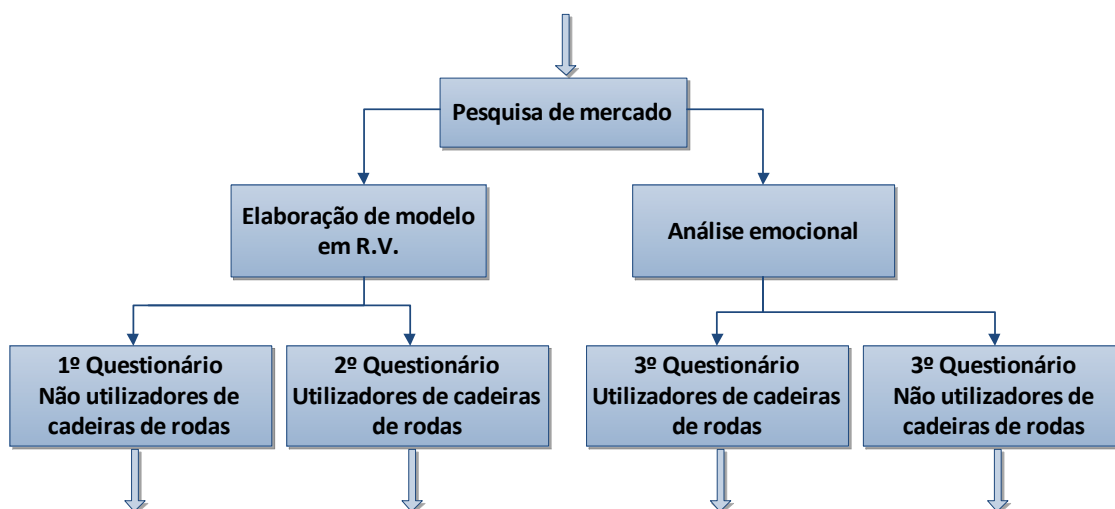 Pesquisa de mercado
Elaboração de modelo
em R.V.
Análise emocional
1º Questionário
Não utilizadores de
cadeiras de rodas
2º Questionário
Utilizadores de cadeiras
de rodas
3º Questionário
Utilizadores de cadeiras
de rodas
3º Questionário
Não utilizadores de
cadeiras de rodas